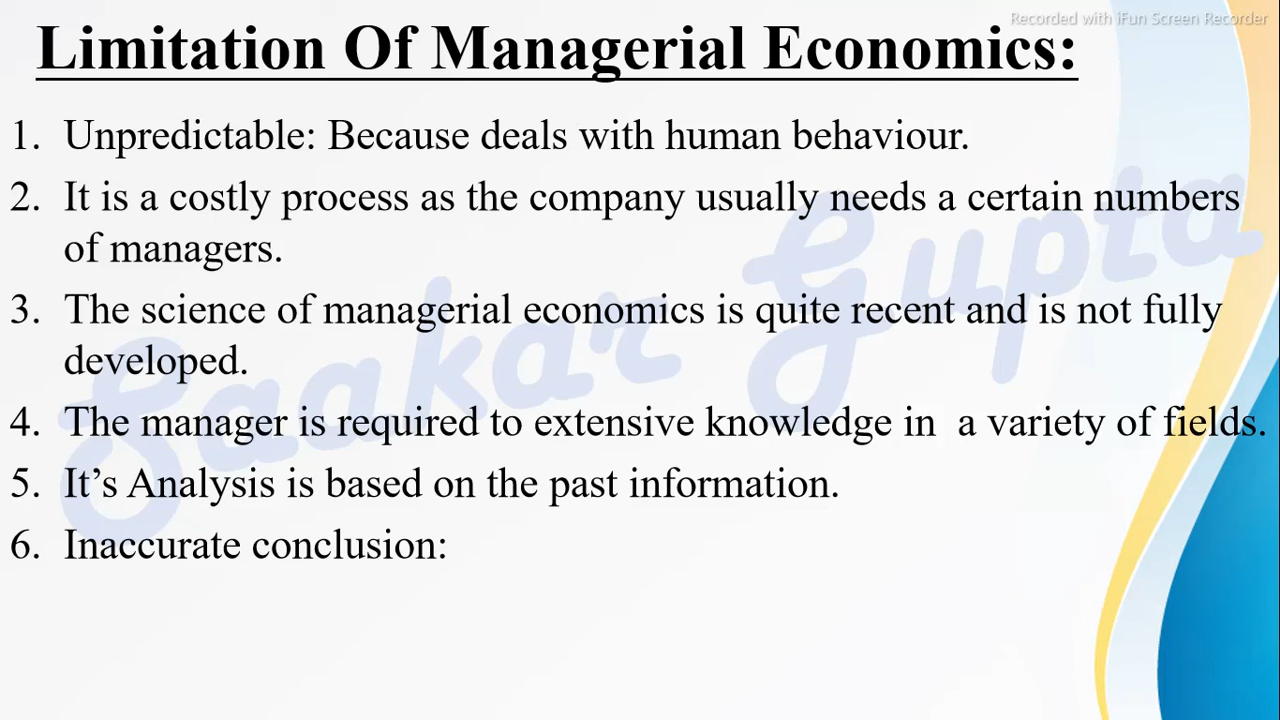 Recorded with iFun Screen Recorder
Limitation Of Managerial Economics:
1. Unpredictable: Because deals with human behaviour.
2. It is a costly process as the company usually needs a certain numbers
of managers.
3. The science of managerial economics is quite recent and is not fully
developed.
4. The manager is required to extensive knowledge in  a variety of fields.
5. It’s Analysis is based on the past information.
6. Inaccurate conclusion:
Saakar Gupta